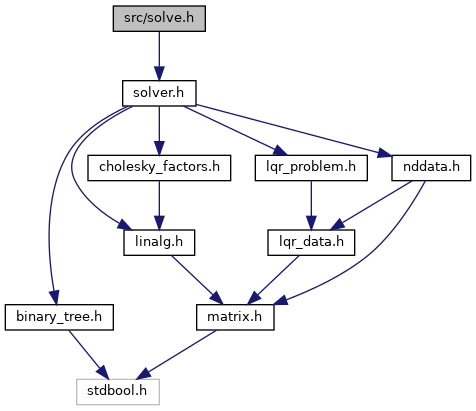 src/solve.h
solver.h
cholesky_factors.h
lqr_problem.h
nddata.h
linalg.h
lqr_data.h
binary_tree.h
matrix.h
stdbool.h